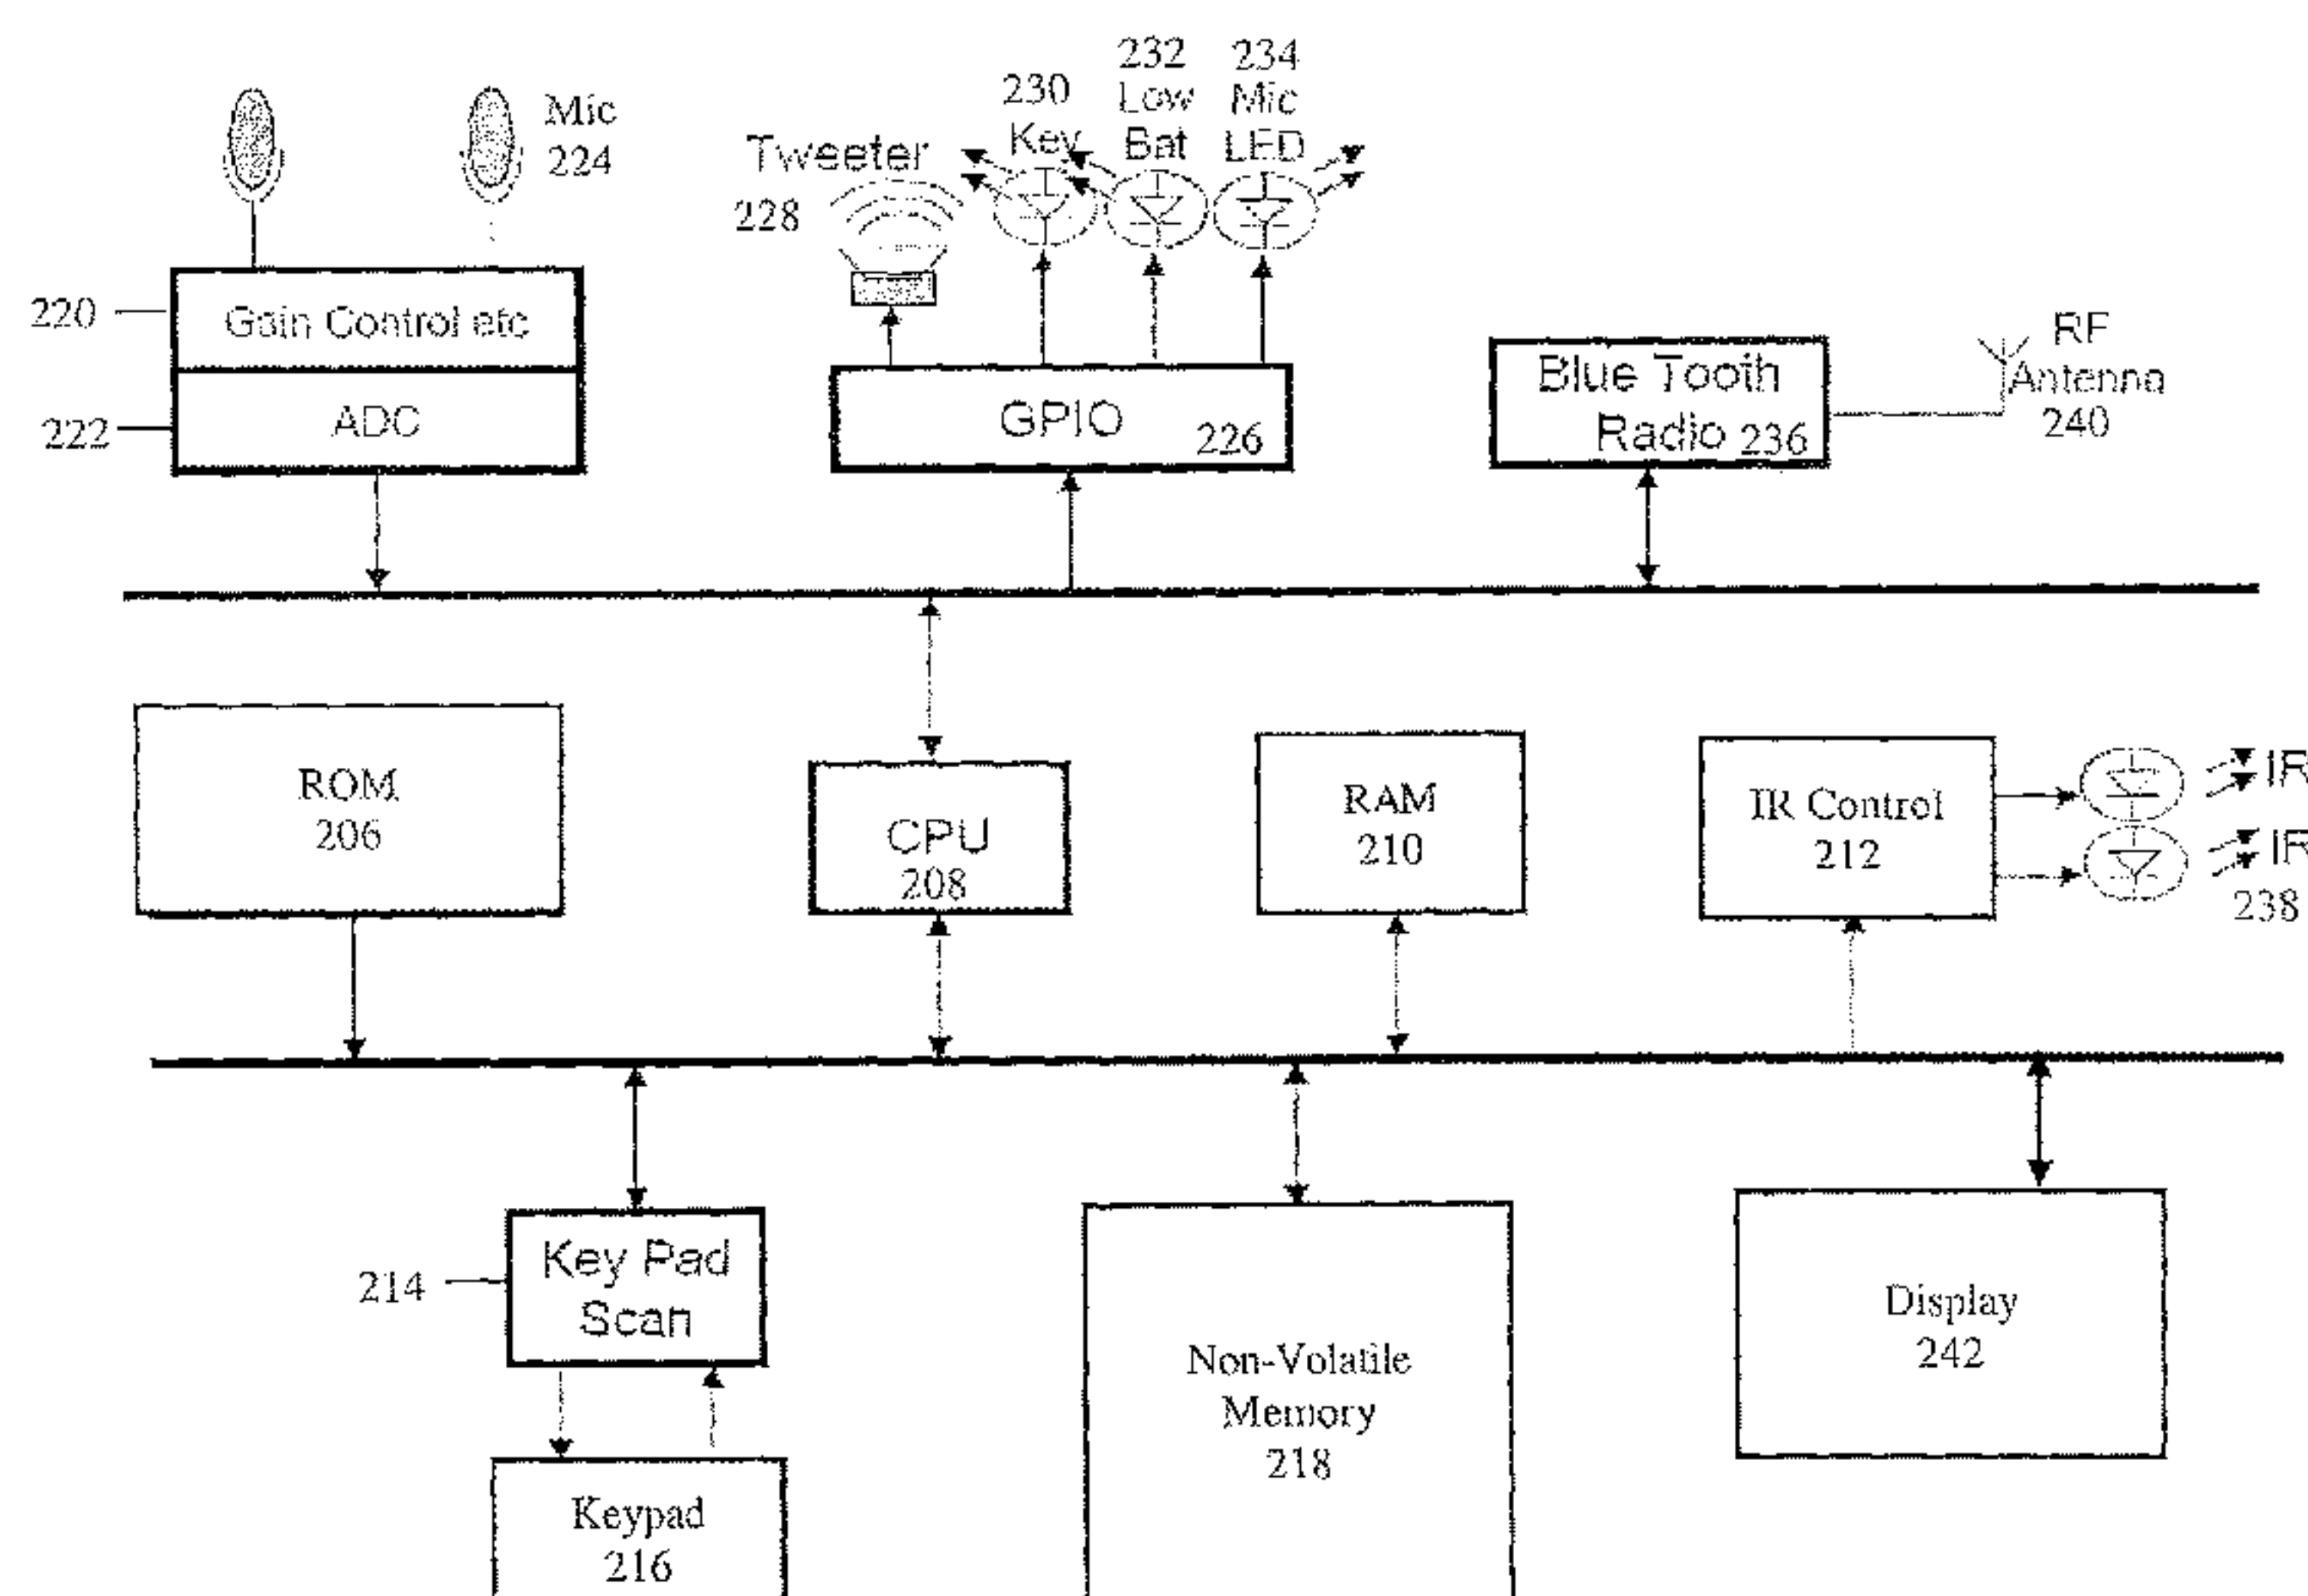 232
234
230
Low
Mic
Key
Bat
LED
Mic
224
Tweeter
228
220
Gain Control etc
222
ADC
GPIO
226
Blue Tooth
Radio 236
RF
Antenna
240
ROM
206
CPU
208
RAM
210
IR Control
212
IR
IR
238
214
Key Pad
Scan
Keypad
216
Non-Volatile
Memory
218
Display
242